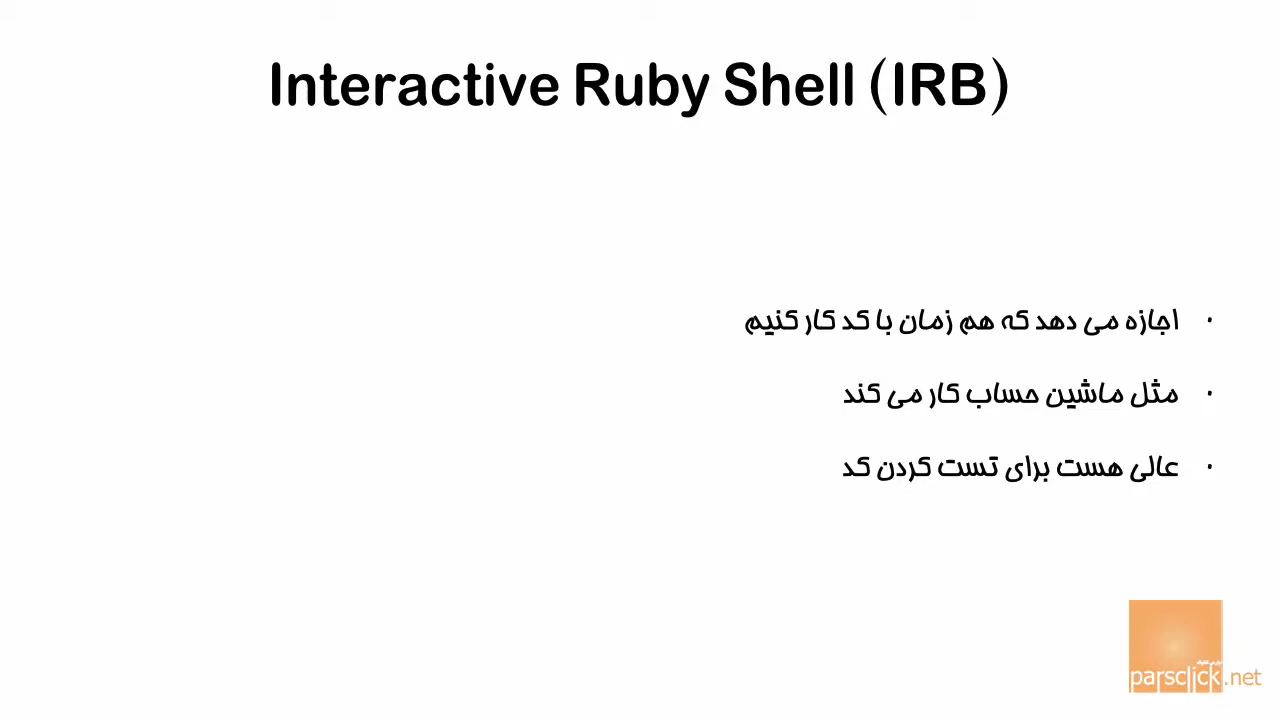 Interactive Ruby Shell (IRB)
• اجازه می دهد که هم زمان با کد کار کنیم
• مثل ماشین حساب کار می کند
• عالی هست برای تست کردن کد
parsclick.net